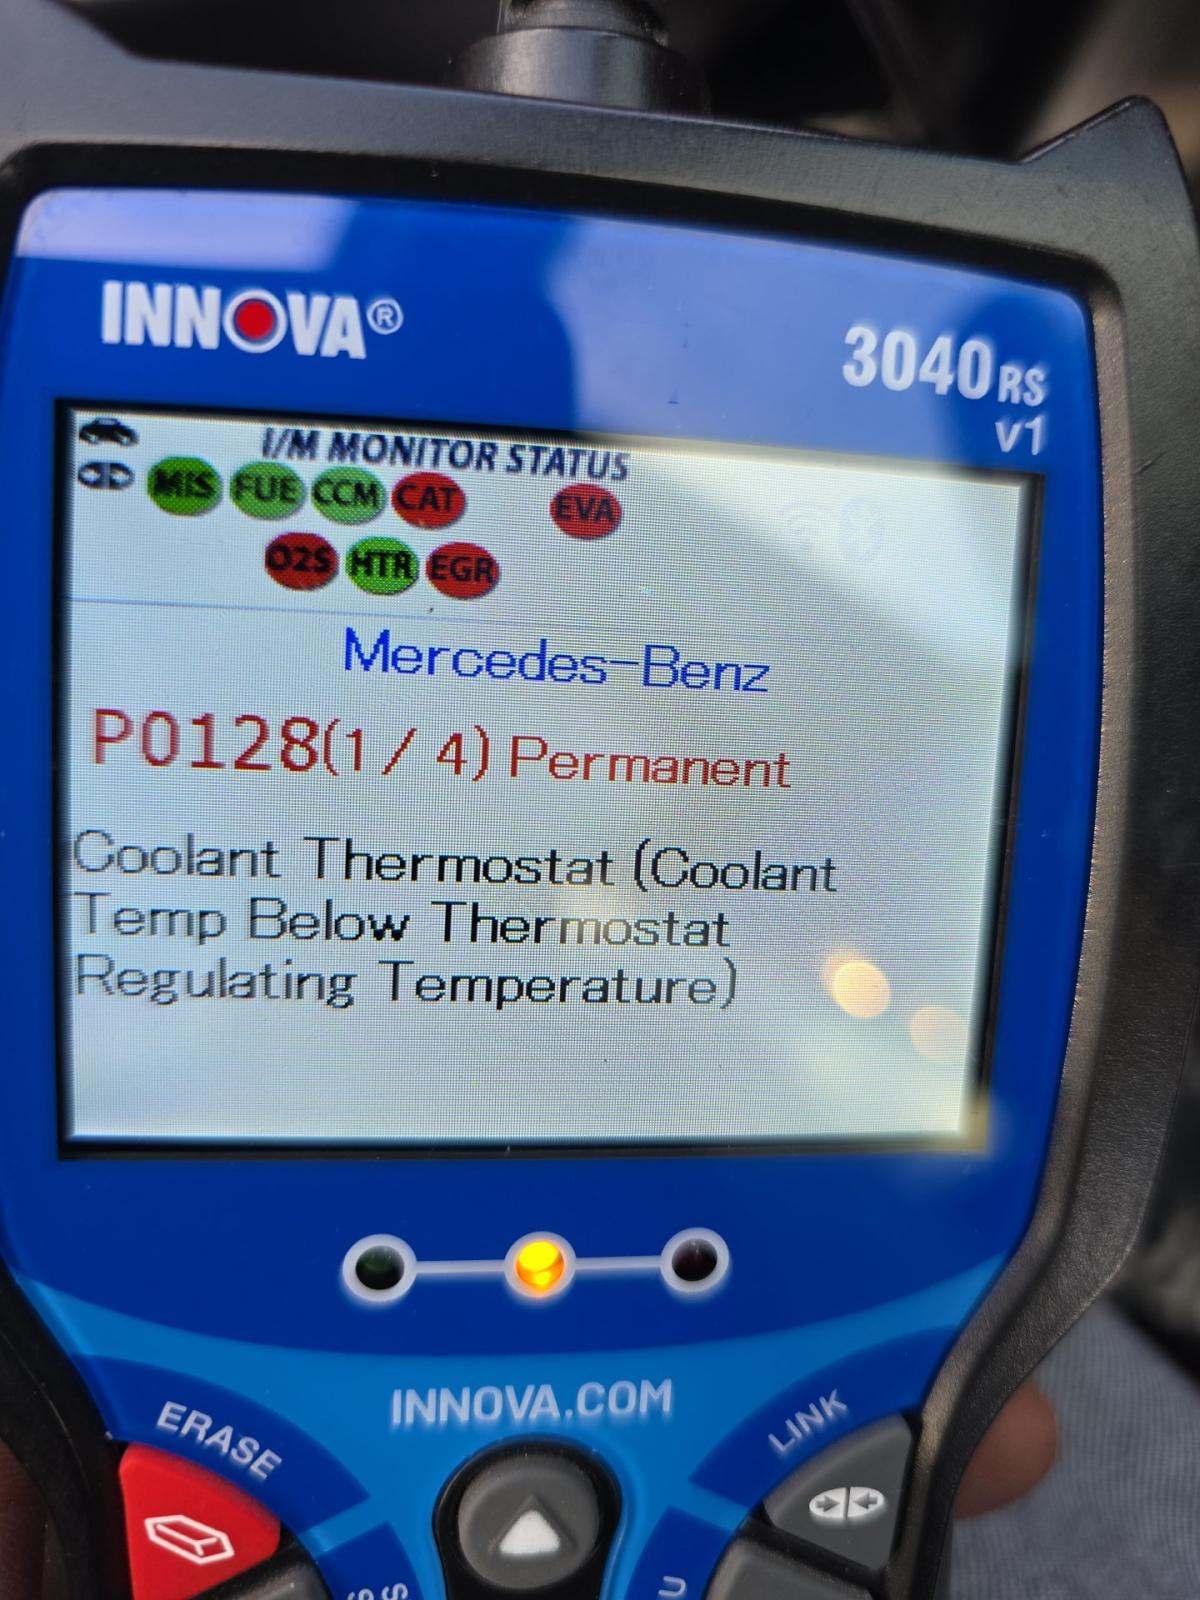 INNOVA®
3040RS
v1
I/M MONITOR STATUS
MIS FUE CCM CAT EVA
O2S HTR EGR
Mercedes-Benz
P0128(1 / 4) Permanent
Coolant Thermostat (Coolant
Temp Below Thermostat
Regulating Temperature)
INNOVA.COM
ERASE
LINK